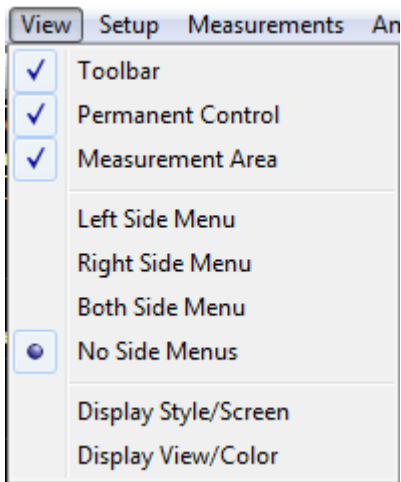 View Setup Measurements An
Toolbar
Permanent Control
Measurement Area
Left Side Menu
Right Side Menu
Both Side Menu
No Side Menus
Display Style/Screen
Display View/Color